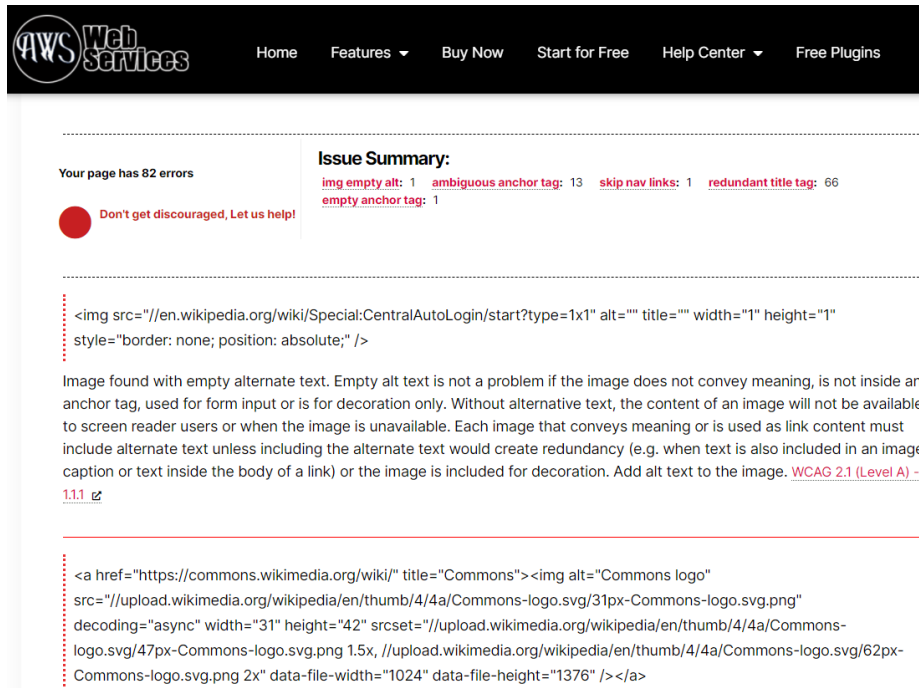 AWS Web Services
Home Features Buy Now Start for Free Help Center Free Plugins
Your page has 82 errors
Don't get discouraged, Let us help!
Issue Summary:
img empty alt: 1 ambiguous anchor tag: 13 skip nav links: 1 redundant title tag: 66
empty anchor tag: 1
<img src="//en.wikipedia.org/wiki/Special:CentralAutoLogin/start?type=1x1" alt="" title="" width="1" height="1"
style="border: none; position: absolute;" />
Image found with empty alternate text. Empty alt text is not a problem if the image does not convey meaning, is not inside an
anchor tag, used for form input or is for decoration only. Without alternative text, the content of an image will not be available
to screen reader users or when the image is unavailable. Each image that conveys meaning or is used as link content must
include alternate text unless including the alternate text would create redundancy (e.g. when text is also included in an image
caption or text inside the body of a link) or the image is included for decoration. Add alt text to the image. WCAG 2.1 (Level A) -
1.1.1
<a href="https://commons.wikimedia.org/wiki/" title="Commons"><img alt="Commons logo"
src="//upload.wikimedia.org/wikipedia/en/thumb/4/4a/Commons-logo.svg/31px-Commons-logo.svg.png"
decoding="async" width="31" height="42" srcset="//upload.wikimedia.org/wikipedia/en/thumb/4/4a/Commons-
logo.svg/47px-Commons-logo.svg.png 1.5x, //upload.wikimedia.org/wikipedia/en/thumb/4/4a/Commons-logo.svg/62px-
Commons-logo.svg.png 2x" data-file-width="1024" data-file-height="1376" /></a>